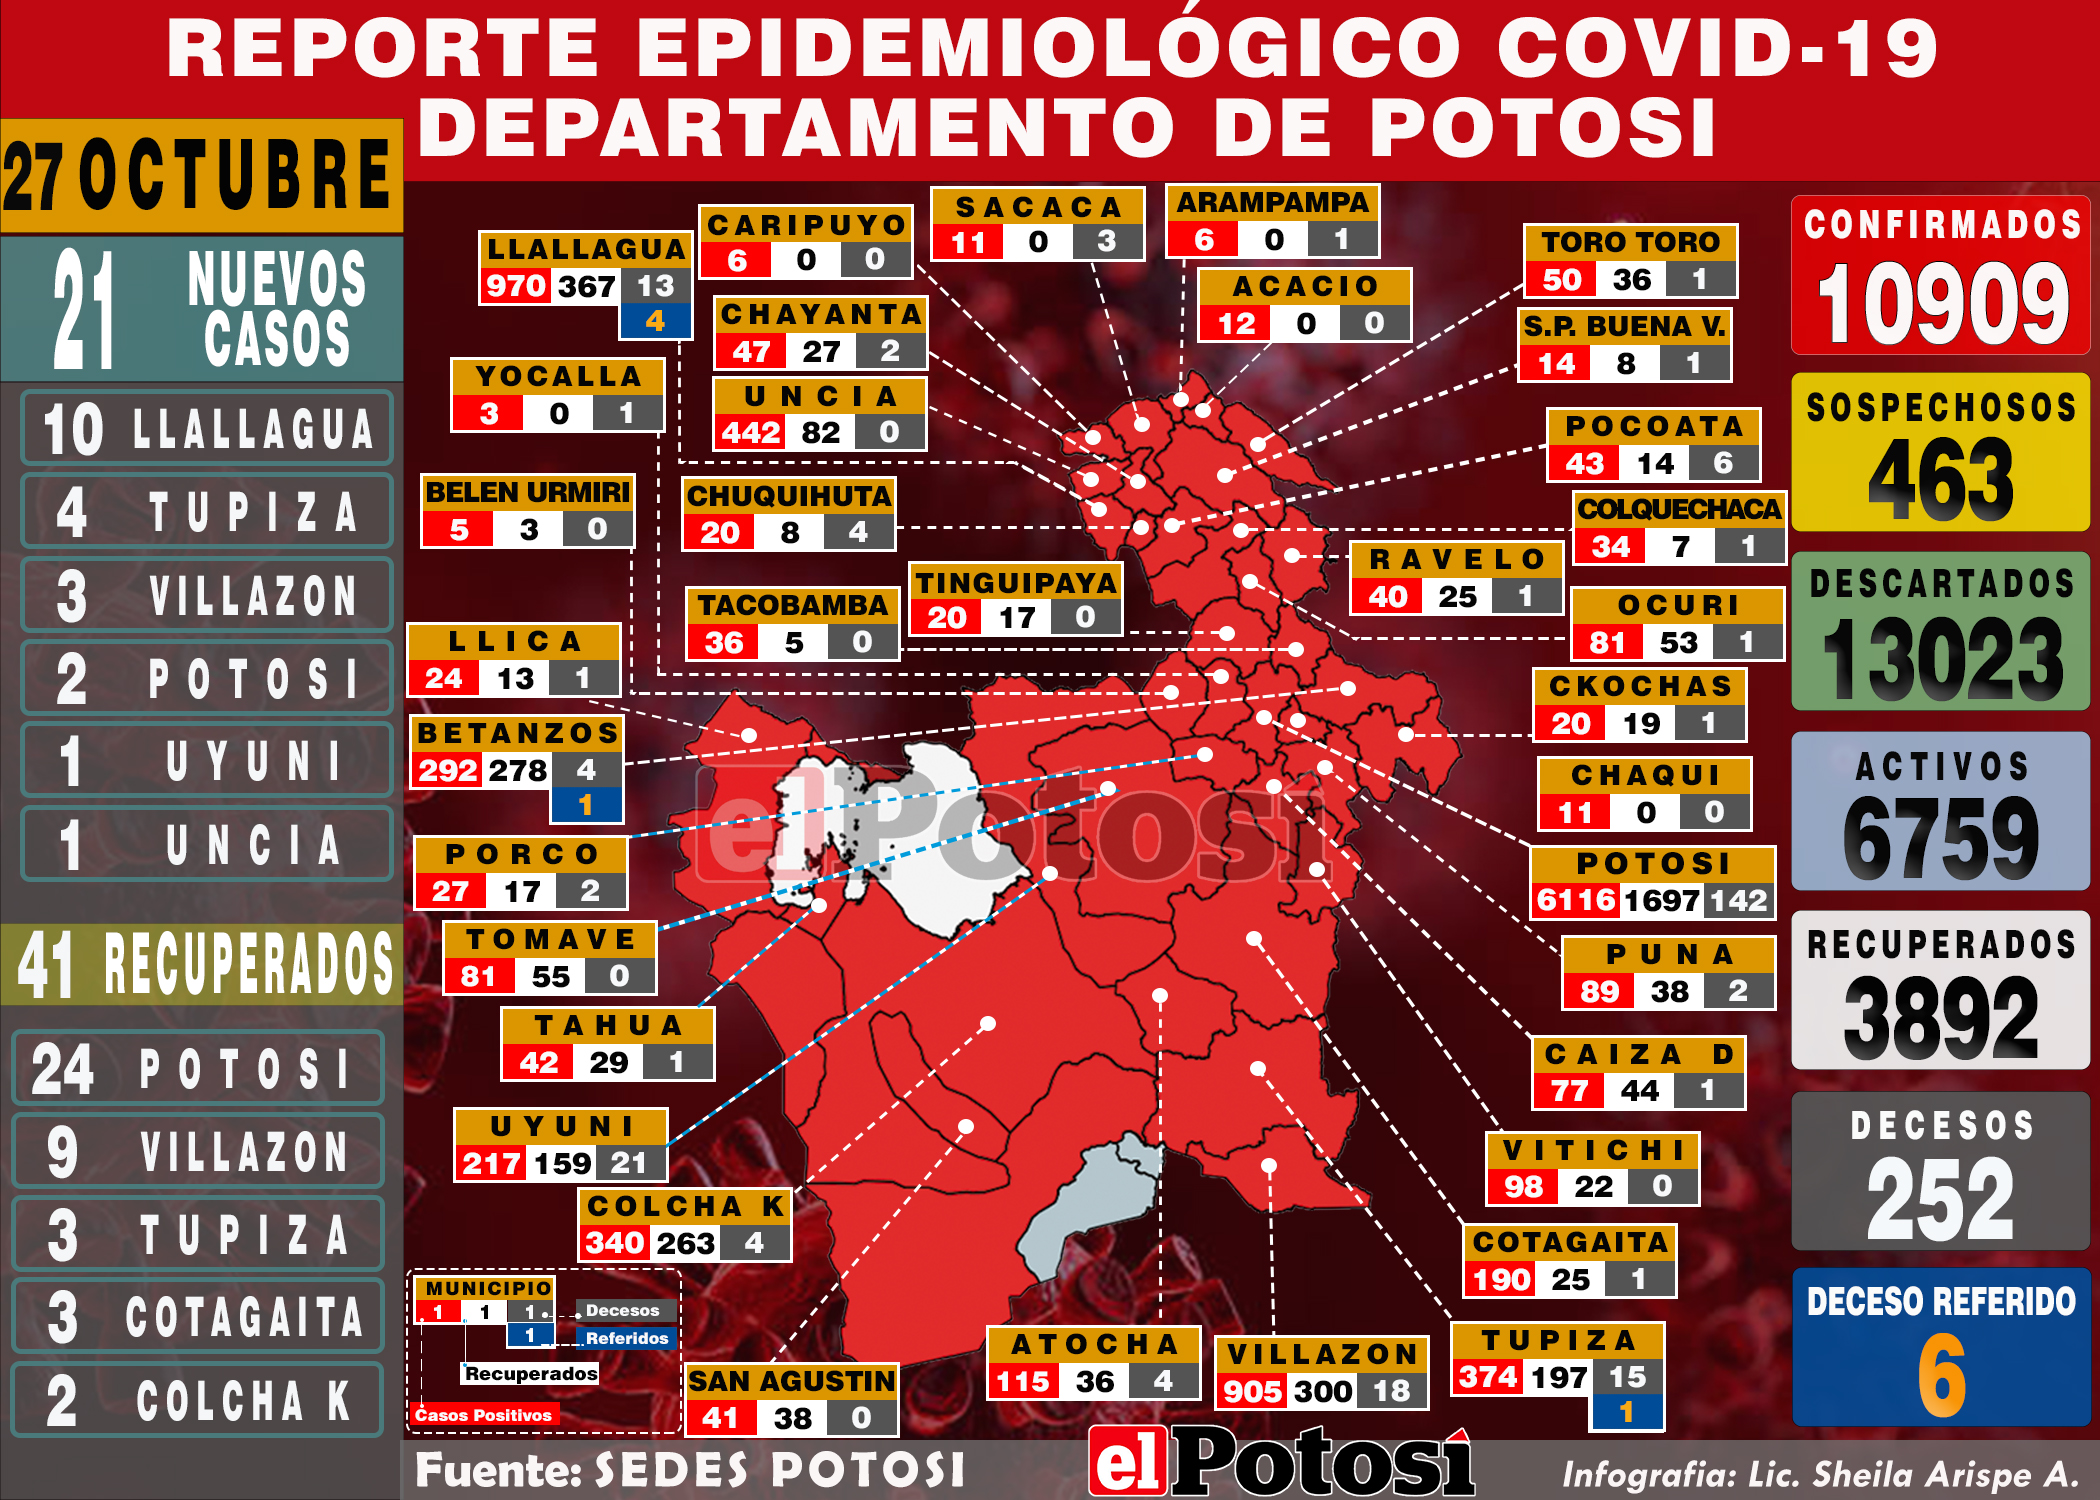 REPORTE EPIDEMIOLÓGICO COVID-19
DEPARTAMENTO DE POTOSI
27 OCTUBRE
21 NUEVOS
CASOS
10 LLALLAGUA
4 TUPIZA
3 VILLAZON
2 POTOSI
1 UYUNI
1 UNCIA
41 RECUPERADOS
24 POTOSI
9 VILLAZON
3 TUPIZA
3 COTAGAITA
2 COLCHA K
LLALLAGUA
970 367 13
4
CARIPUYO
6 0 0
SACACA
11 0 3
ARAMPAMPA
6 0 1
ACACIO
12 0 0
TORO TORO
50 36 1
S.P. BUENA V.
14 8 1
CHAYANTA
47 27 2
YOCALLA
3 0 1
UNCIA
442 82 0
POCOATA
43 14 6
BELEN URMIRI
5 3 0
CHUQUIHUTA
20 8 4
COLQUECHACA
34 7 1
RAVELO
40 25 1
TINGUIPAYA
20 17 0
TACOBAMBA
36 5 0
OCURI
81 53 1
LLICA
24 13 1
CKOCHAS
20 19 1
BETANZOS
292 278 4
1
CHAQUI
11 0 0
PORCO
27 17 2
POTOSI
6116 1697 142
TOMAVE
81 55 0
PUNA
89 38 2
TAHUA
42 29 1
CAIZA D
77 44 1
UYUNI
217 159 21
VITICHI
98 22 0
COLCHA K
340 263 4
COTAGAITA
190 25 1
SAN AGUSTIN
41 38 0
ATOCHA
115 36 4
VILLAZON
905 300 18
TUPIZA
374 197 15
1
el Potosí
MUNICIPIO
1 1 1 Decesos
1 Referidos
Recuperados
Casos Positivos
CONFIRMADOS
10909
SOSPECHOSOS
463
DESCARTADOS
13023
ACTIVOS
6759
RECUPERADOS
3892
DECESOS
252
DECESO REFERIDO
6
Fuente: SEDES POTOSI
el Potosí
Infografia: Lic. Sheila Arispe A.